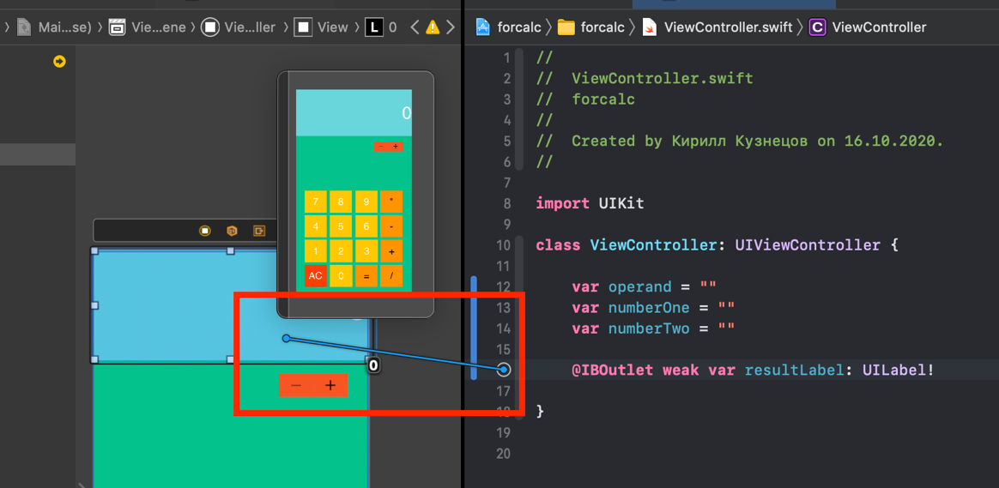 Mai...se) Vie...ene Vie...ller View L 0
forcalc forcalc ViewController.swift C ViewController
0
- +
7 8 9 *
4 5 6 -
1 2 3 +
AC 0 = /
0
- +
1 //
2 // ViewController.swift
3 // forcalc
4 //
5 // Created by Кирилл Кузнецов on 16.10.2020.
6 //
7
8 import UIKit
9
10 class ViewController: UIViewController {
11
12 var operand = ""
13 var numberOne = ""
14 var numberTwo = ""
15
@IBOutlet weak var resultLabel: UILabel!
17
18 }
19
20